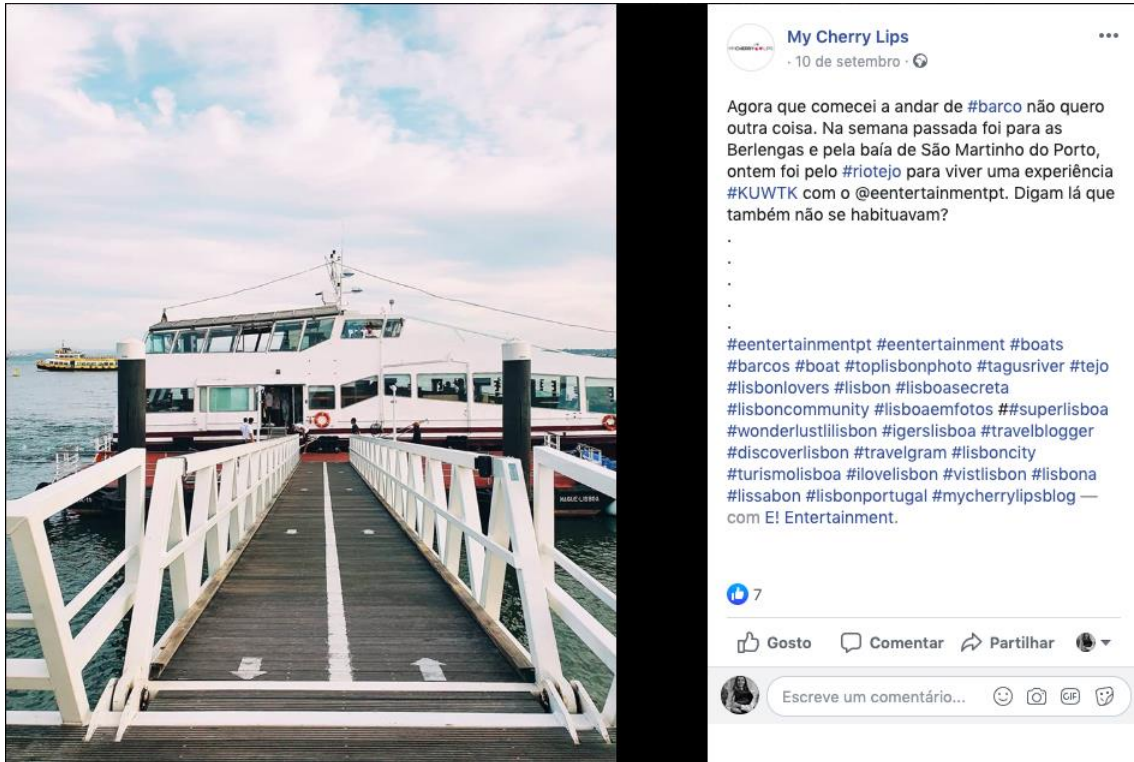 My Cherry Lips
· 10 de setembro ·
Agora que comecei a andar de #barco não quero
outra coisa. Na semana passada foi para as
Berlengas e pela baía de São Martinho do Porto,
ontem foi pelo #riotejo para viver uma experiência
#KUWTK com o @eentertainmentpt. Digam lá que
também não se habituavam?
.
.
.
.
.
#eentertainmentpt #eentertainment #boats
#barcos #boat #toplisbonphoto #tagusriver #tejo
#lisbonlovers #lisbon #lisboasecreta
#lisboncommunity #lisboaemfotos ##superlisboa
#wonderlustlilisbon #igerslisboa #travelblogger
#discoverlisbon #travelgram #lisboncity
#turismolisboa #ilovelisbon #vistlisbon #lisbona
#lissabon #lisbonportugal #mycherrylipsblog —
com E! Entertainment.
7
Gosto Comentar Partilhar
Escreve um comentário... GIF